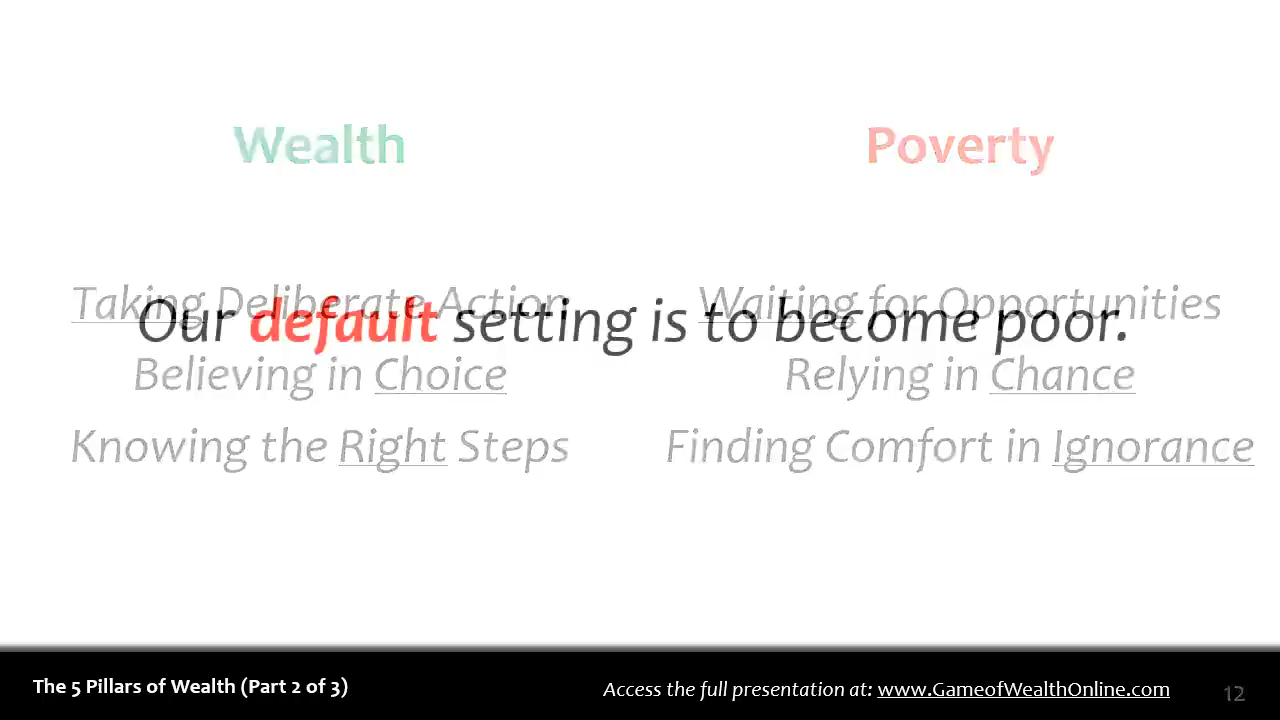 Wealth
Poverty
Taking Deliberate Action
Waiting for Opportunities
Our default setting is to become poor.
Believing in Choice
Relying in Chance
Knowing the Right Steps
Finding Comfort in Ignorance
The 5 Pillars of Wealth (Part 2 of 3)
Access the full presentation at: www.GameofWealthOnline.com
12